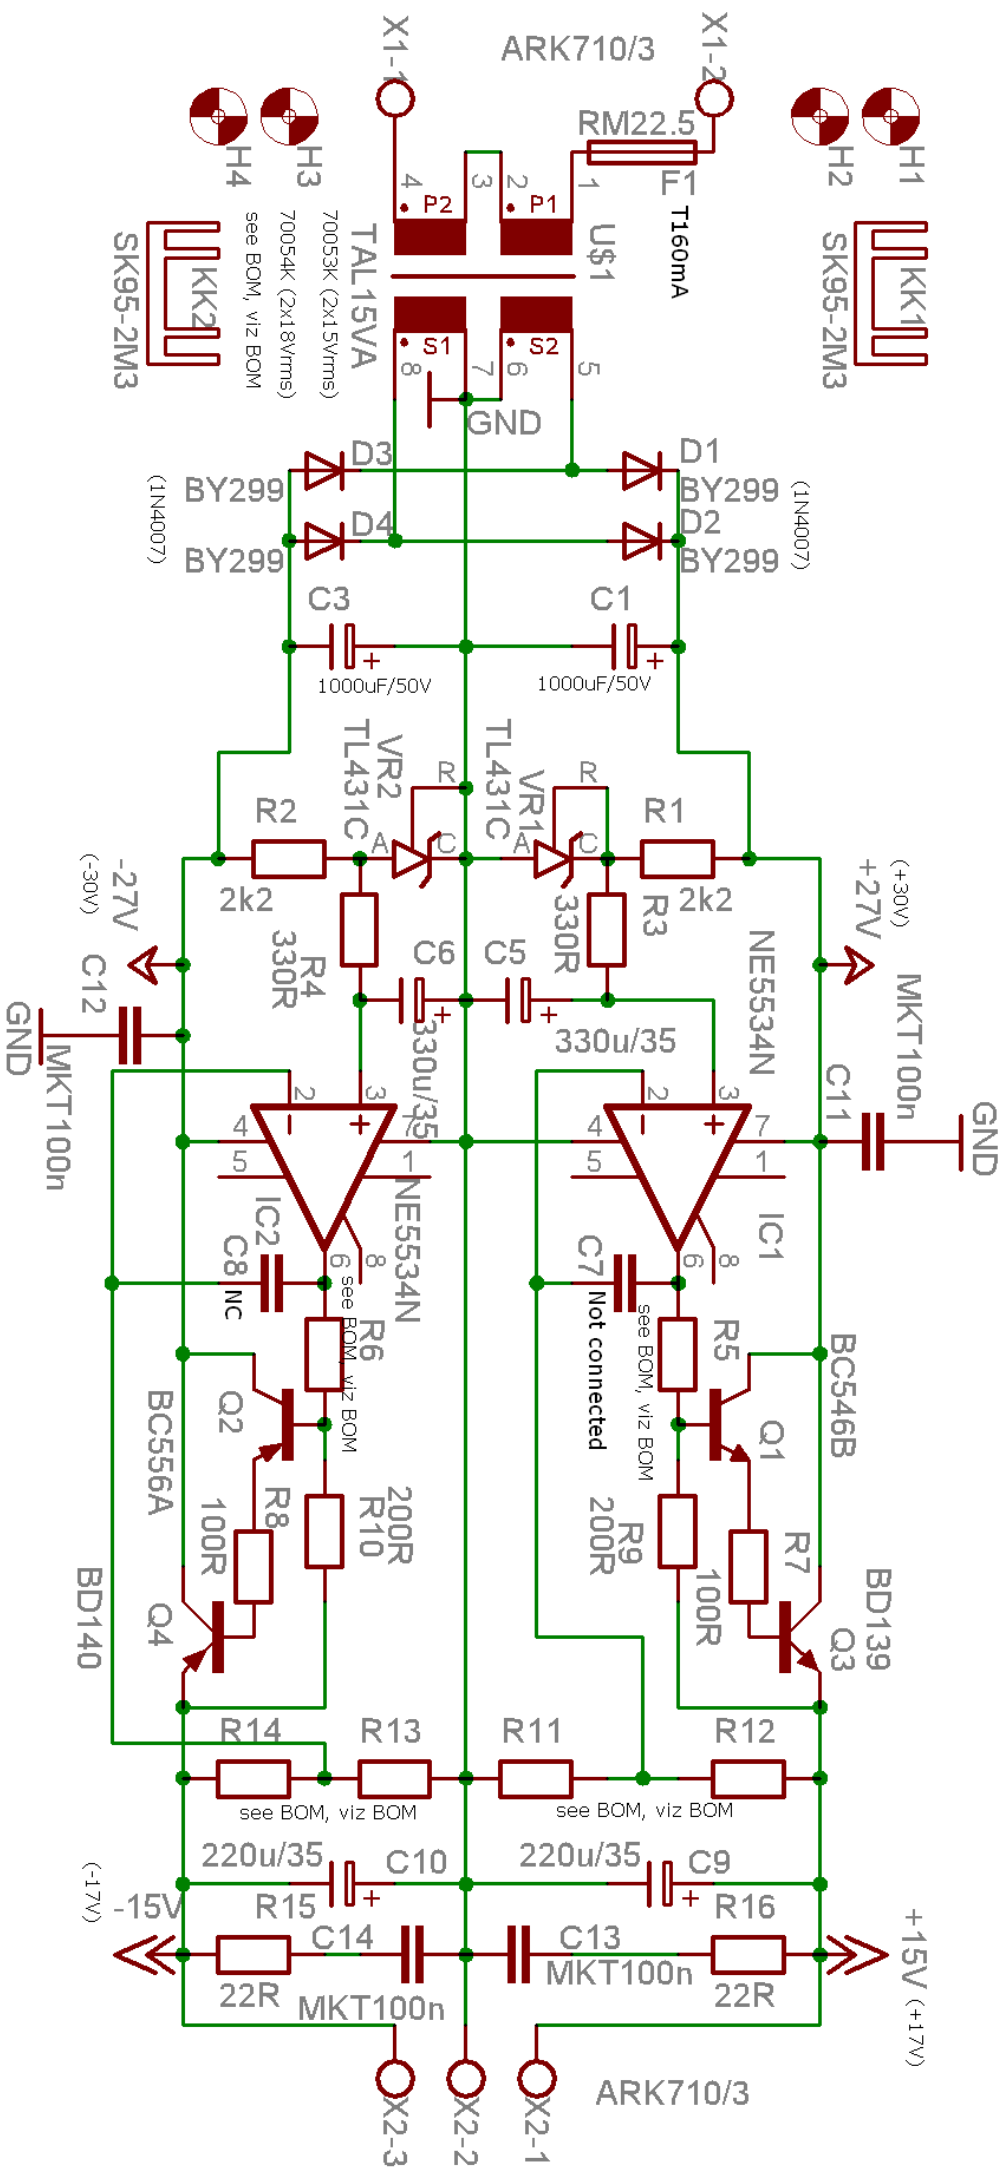 X1-1
ARK710/3
X1-2
RM22.5
F1
T160mA
H4
H3
H2
H1
4
3
2
1
P2
P1
U$1
TAL15VA
70053K (2x15Vrms)
70054K (2x18Vrms)
see BOM, viz BOM
KK2
SK95-2M3
KK1
SK95-2M3
S1
S2
8
7
6
5
GND
D3
BY299
D4
BY299
(1N4007)
D1
BY299
D2
BY299
(1N4007)
C3
1000uF/50V
C1
1000uF/50V
VR2
TL431C
R
A
C
VR1
TL431C
R
A
C
R2
2k2
R1
2k2
-27V
(-30V)
+27V
(+30V)
R4
330R
R3
330R
C6
330u/35
C5
330u/35
C12
MKT100n
GND
NE5534N
MKT100n
C11
GND
2
3
4
7
5
1
6
8
IC2
NE5534N
2
3
4
7
5
1
6
8
IC1
C8
NC
see BOM, viz BOM
R6
C7
Not connected
see BOM, viz BOM
R5
BC546B
Q1
Q2
BC556A
R8
100R
R10
200R
R9
200R
R7
100R
BD140
Q4
BD139
Q3
R14
R13
R11
R12
see BOM, viz BOM
see BOM, viz BOM
220u/35
C10
220u/35
C9
(-17V)
-15V
R15
22R
C14
MKT100n
C13
MKT100n
R16
22R
+15V
(+17V)
X2-3
X2-2
X2-1
ARK710/3